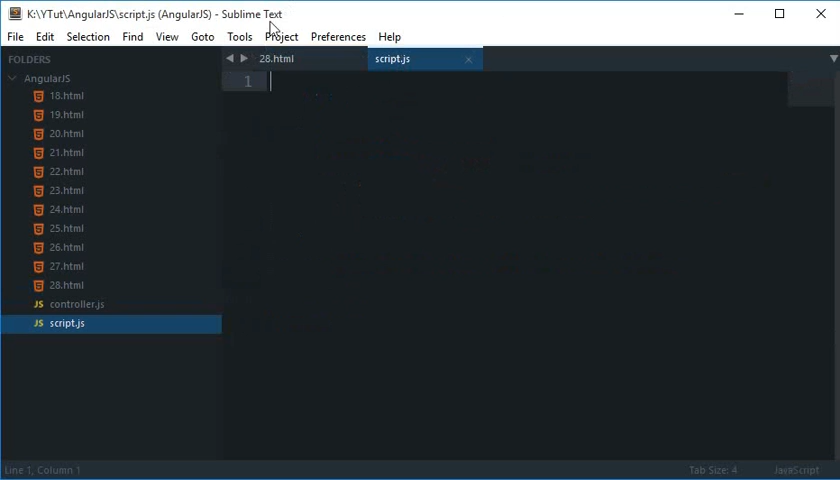 K:\YTut\AngularJS\script.js (AngularJS) - Sublime Text
File Edit Selection Find View Goto Tools Project Preferences Help
FOLDERS
AngularJS
18.html
19.html
20.html
21.html
22.html
23.html
24.html
25.html
26.html
27.html
28.html
JS controller.js
JS script.js
28.html script.js
1
Line 1, Column 1 Tab Size: 4 JavaScript